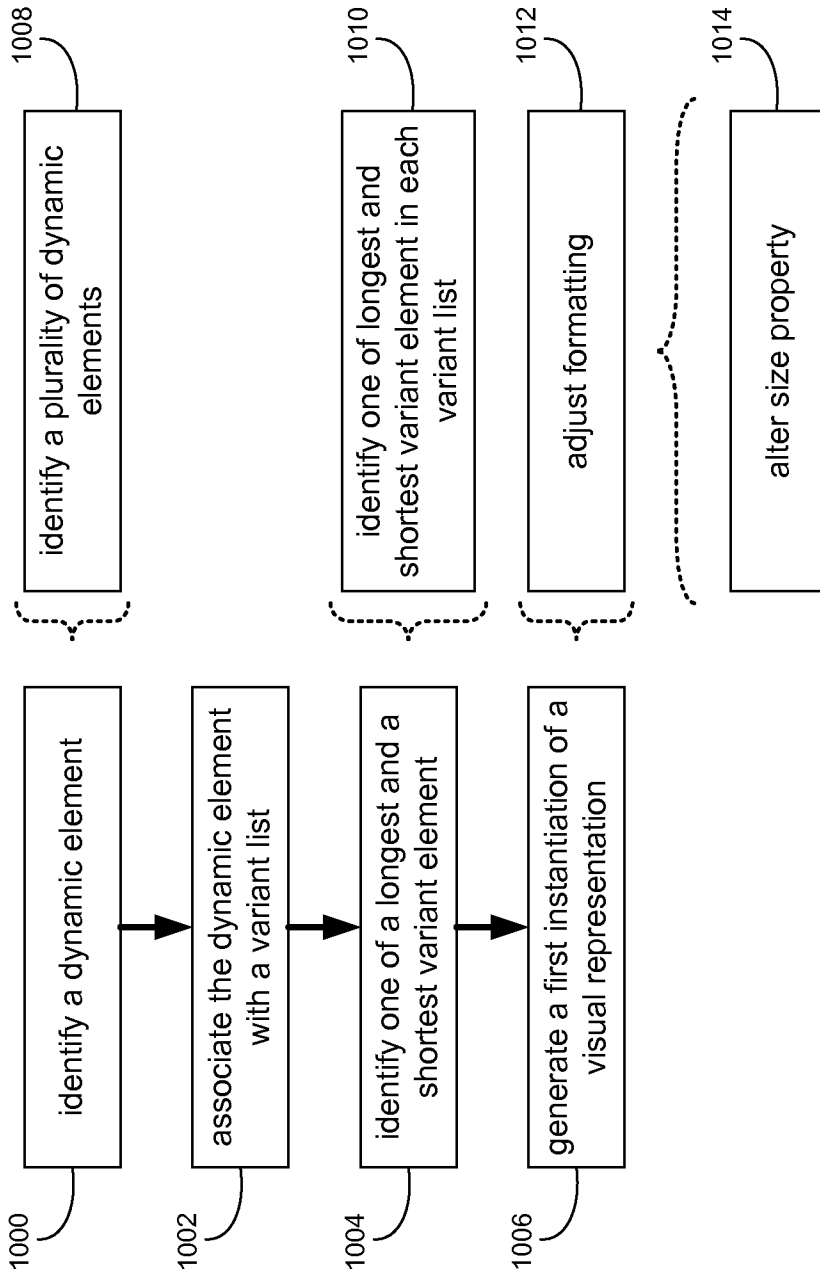 1000
identify a dynamic element
1002
associate the dynamic element
with a variant list
1004
identify one of a longest and a
shortest variant element
1006
generate a first instantiation of a
visual representation
1008
identify a plurality of dynamic
elements
1010
identify one of longest and
shortest variant element in each
variant list
1012
adjust formatting
1014
alter size property